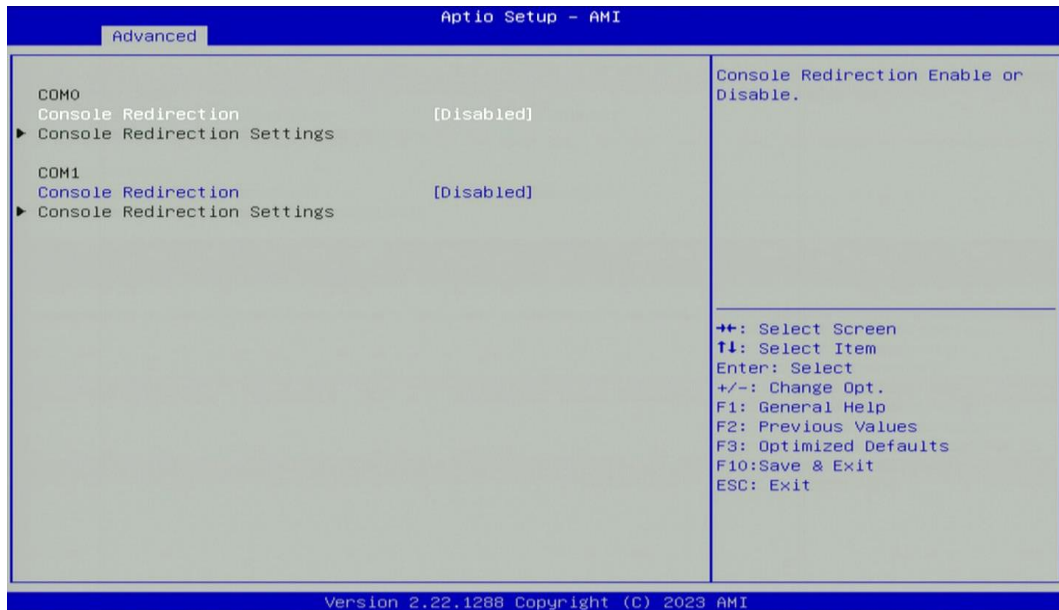 Aptio Setup – AMI
Advanced
COM0
Console Redirection [Disabled]
▶ Console Redirection Settings
COM1
Console Redirection [Disabled]
▶ Console Redirection Settings
Console Redirection Enable or
Disable.
→←: Select Screen
↑↓: Select Item
Enter: Select
+/-: Change Opt.
F1: General Help
F2: Previous Values
F3: Optimized Defaults
F10:Save & Exit
ESC: Exit
Version 2.22.1288 Copyright (C) 2023 AMI